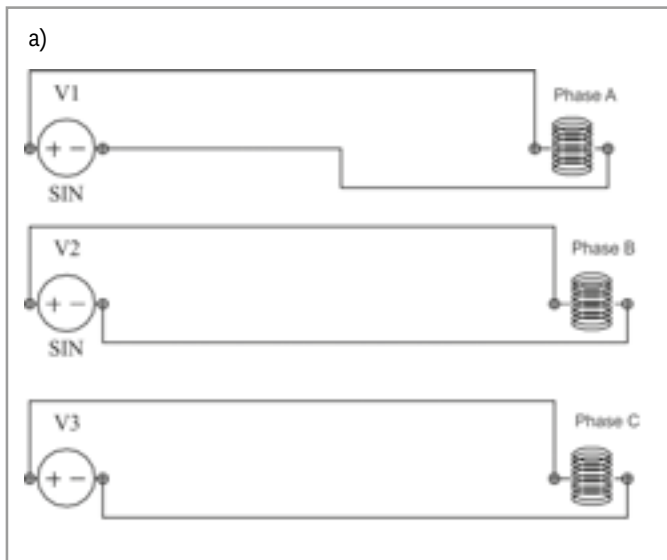 a)
V1
Phase A
+ −
SIN
V2
Phase B
+ −
SIN
V3
Phase C
+ −